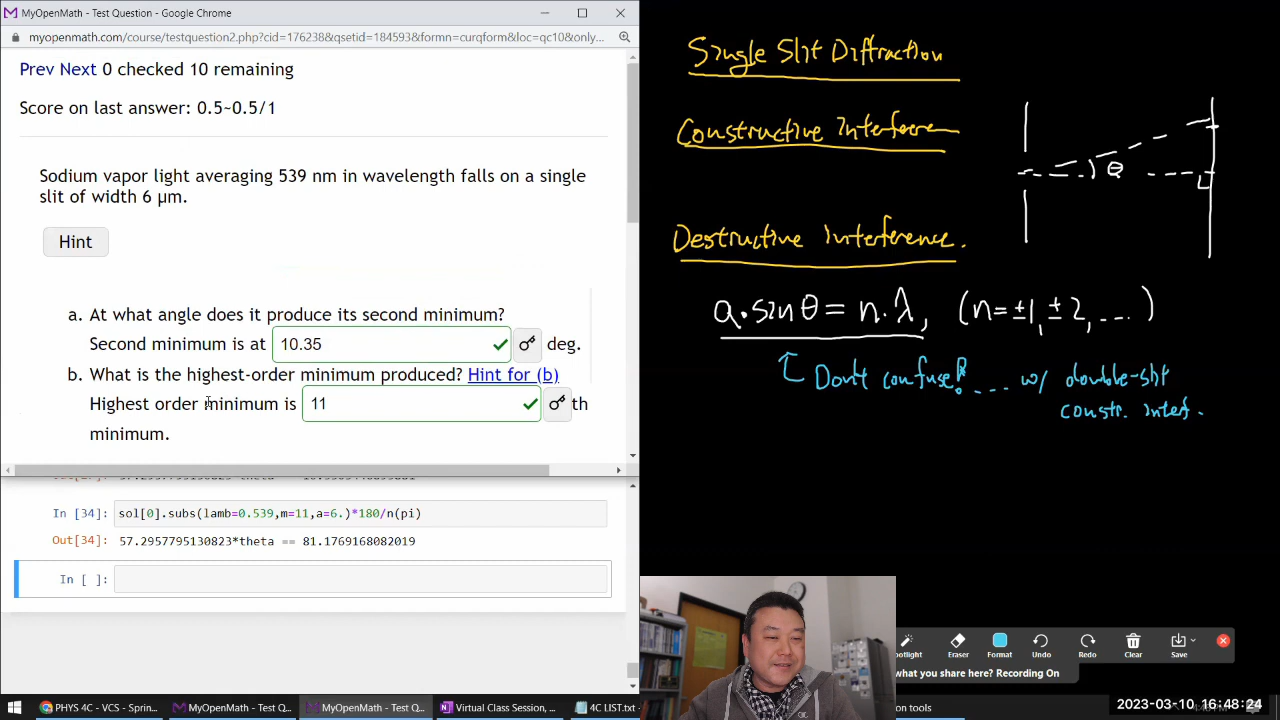 MyOpenMath - Test Question - Google Chrome
myopenmath.com/course/testquestion2.php?cid=176238&qsetid=184593&formn=curqform&loc=qc10&only...
Prev Next 0 checked 10 remaining
Score on last answer: 0.5~0.5/1
Sodium vapor light averaging 539 nm in wavelength falls on a single
slit of width 6 µm.
Hint
a. At what angle does it produce its second minimum?
Second minimum is at 10.35 deg.
b. What is the highest-order minimum produced? Hint for (b)
Highest order minimum is 11 th
minimum.
In [34]: sol[0].subs(lamb=0.539,m=11,a=6.)*180/n(pi)
Out[34]: 57.2957795130823*theta == 81.1769168082019
In [ ]:
Single Slit Diffraction
Constructive Interferen
θ
L
Destructive Interference.
a·sinθ = n·λ, (n=±1, ±2, ...)
Don't confuse! ... w/ double-slit
constr. interf.
potlight
Eraser
Format
Undo
Redo
Clear
Save
what you share here? Recording On
PHYS 4C - VCS - Sprin...
MyOpenMath - Test Q...
MyOpenMath - Test Q...
Virtual Class Session, ...
4C LIST.txt
on tools
2023-03-10 16:48:24